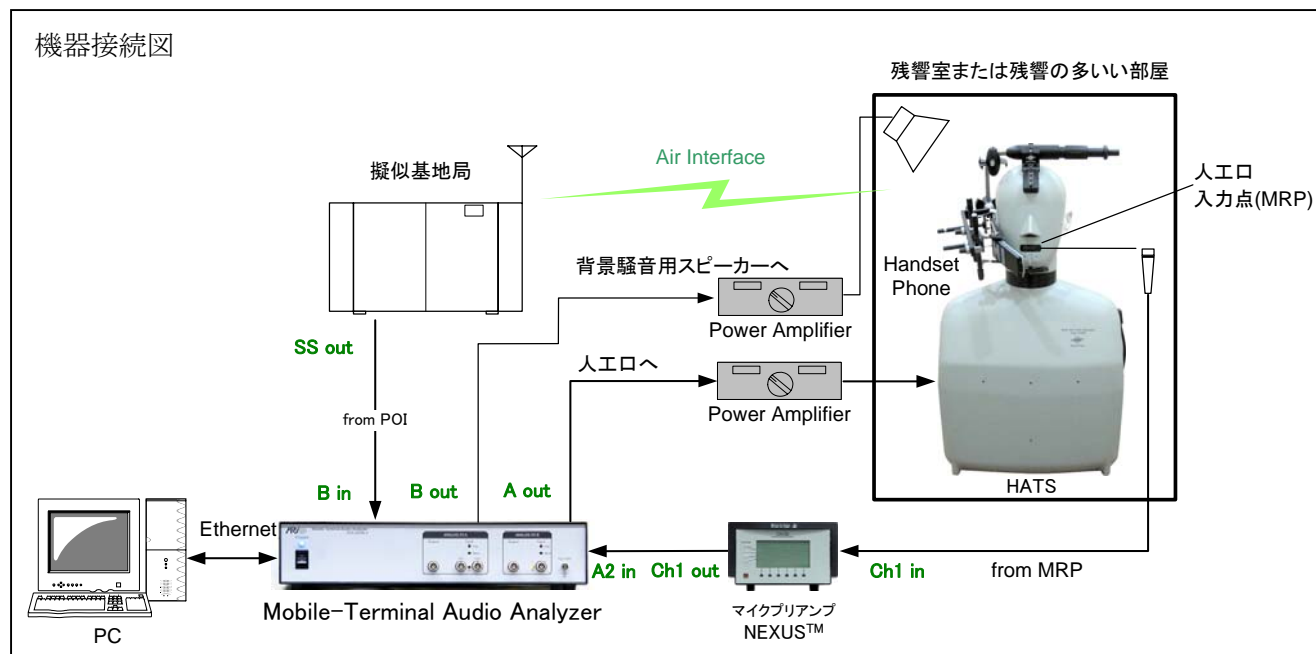 機器接続図
残響室または残響の多いい部屋
擬似基地局
Air Interface
人工口
入力点(MRP)
背景騒音用スピーカーへ
Handset
Phone
Power Amplifier
SS out
人工口へ
from POI
Power Amplifier
HATS
B in
B out
A out
Ethernet
A2 in
Ch1 out
Ch1 in
from MRP
Mobile-Terminal Audio Analyzer
マイクプリアンプ
NEXUS™
PC